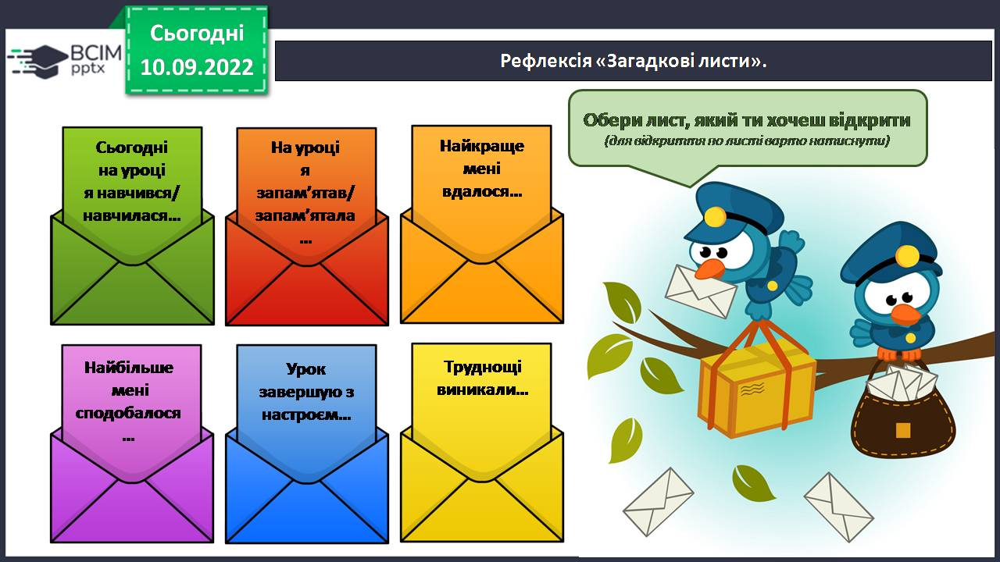 Сьогодні
10.09.2022
BCIM
pptx
Рефлексія «Загадкові листи».
Обери лист, який ти хочеш відкрити
(для відкриття по листі варто натиснути)
Сьогодні
на уроці
я навчився/
навчилася...
На уроці
я
запам’ятав/
запам’ятала
...
Найкраще
мені
вдалося...
Найбільше
мені
сподобалося
...
Урок
завершую з
настроєм...
Труднощі
виникали...